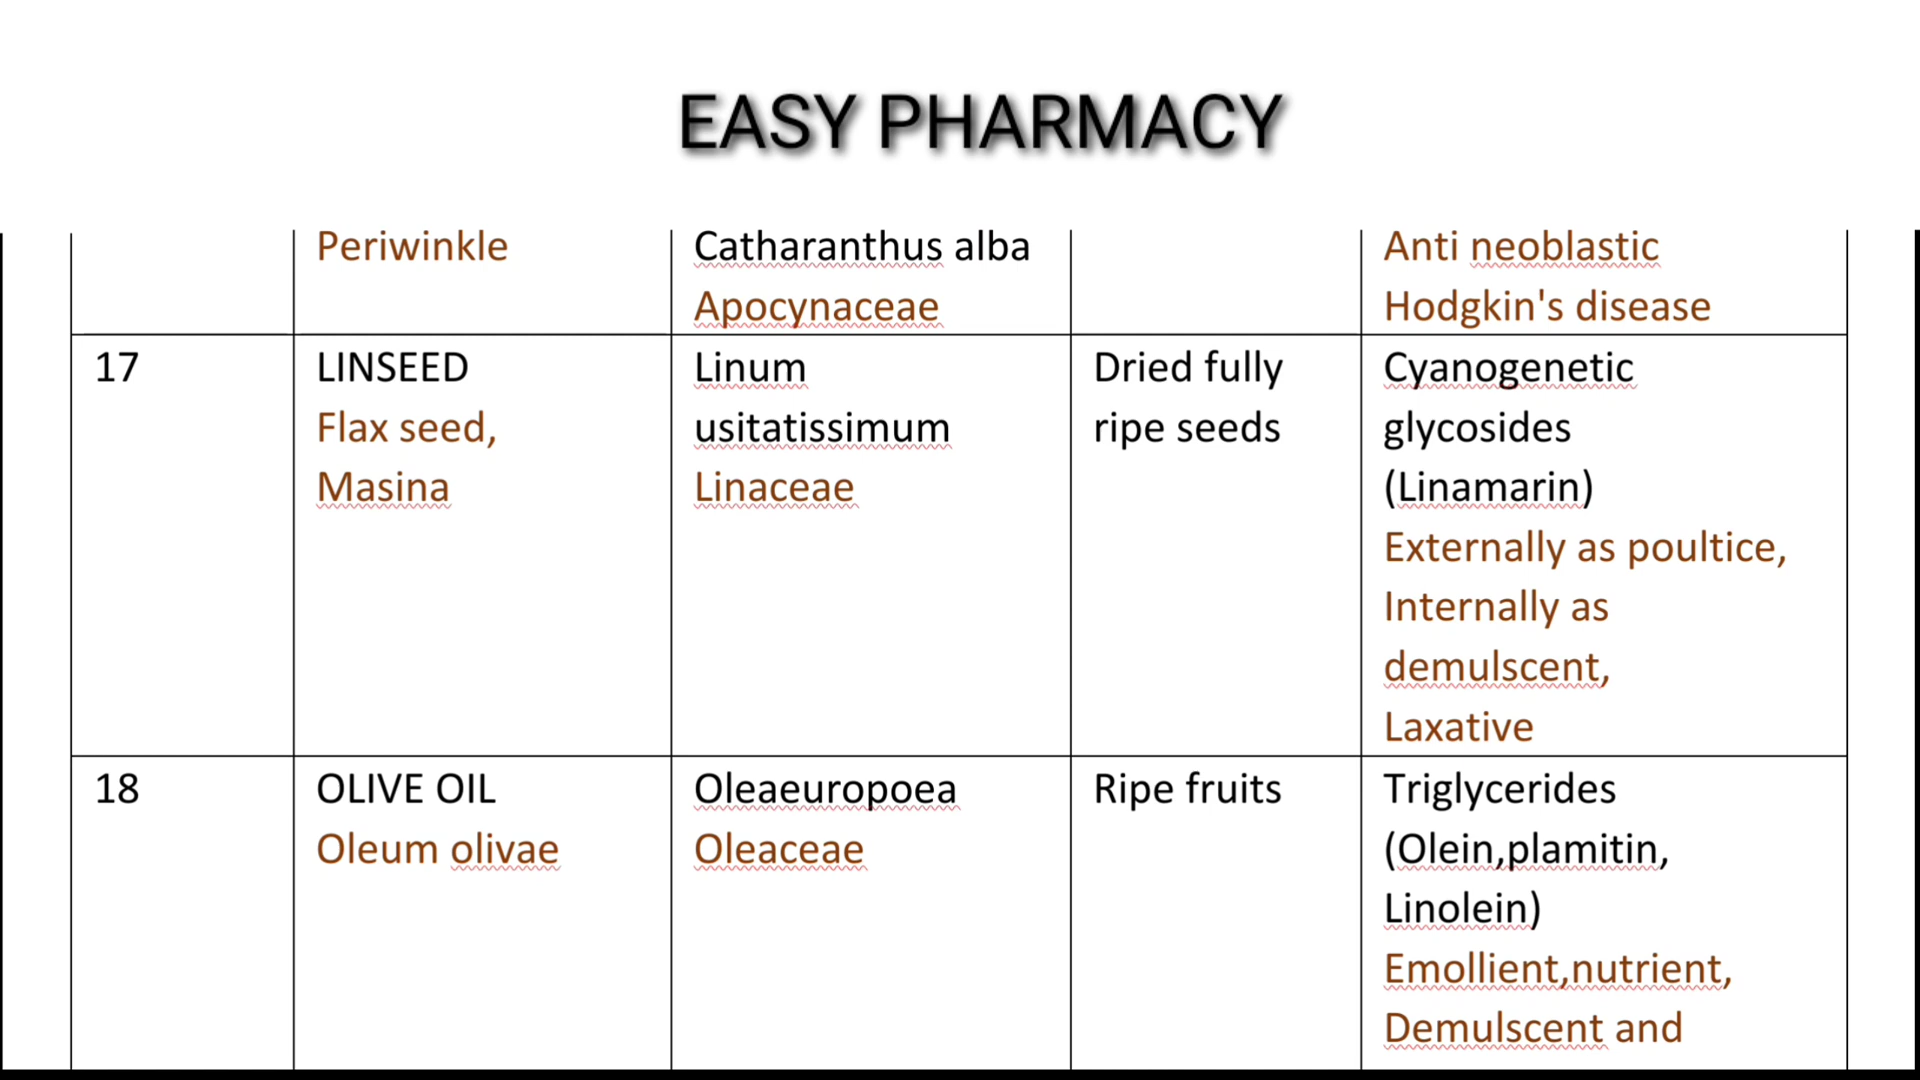 EASY PHARMACY
Periwinkle
Catharanthus alba
Apocynaceae
Anti neoblastic
Hodgkin's disease
17
LINSEED
Flax seed,
Masina
Linum
usitatissimum
Linaceae
Dried fully
ripe seeds
Cyanogenetic
glycosides
(Linamarin)
Externally as poultice,
Internally as
demulscent,
Laxative
18
OLIVE OIL
Oleum olivae
Oleaeuropoea
Oleaceae
Ripe fruits
Triglycerides
(Olein,plamitin,
Linolein)
Emollient,nutrient,
Demulscent and